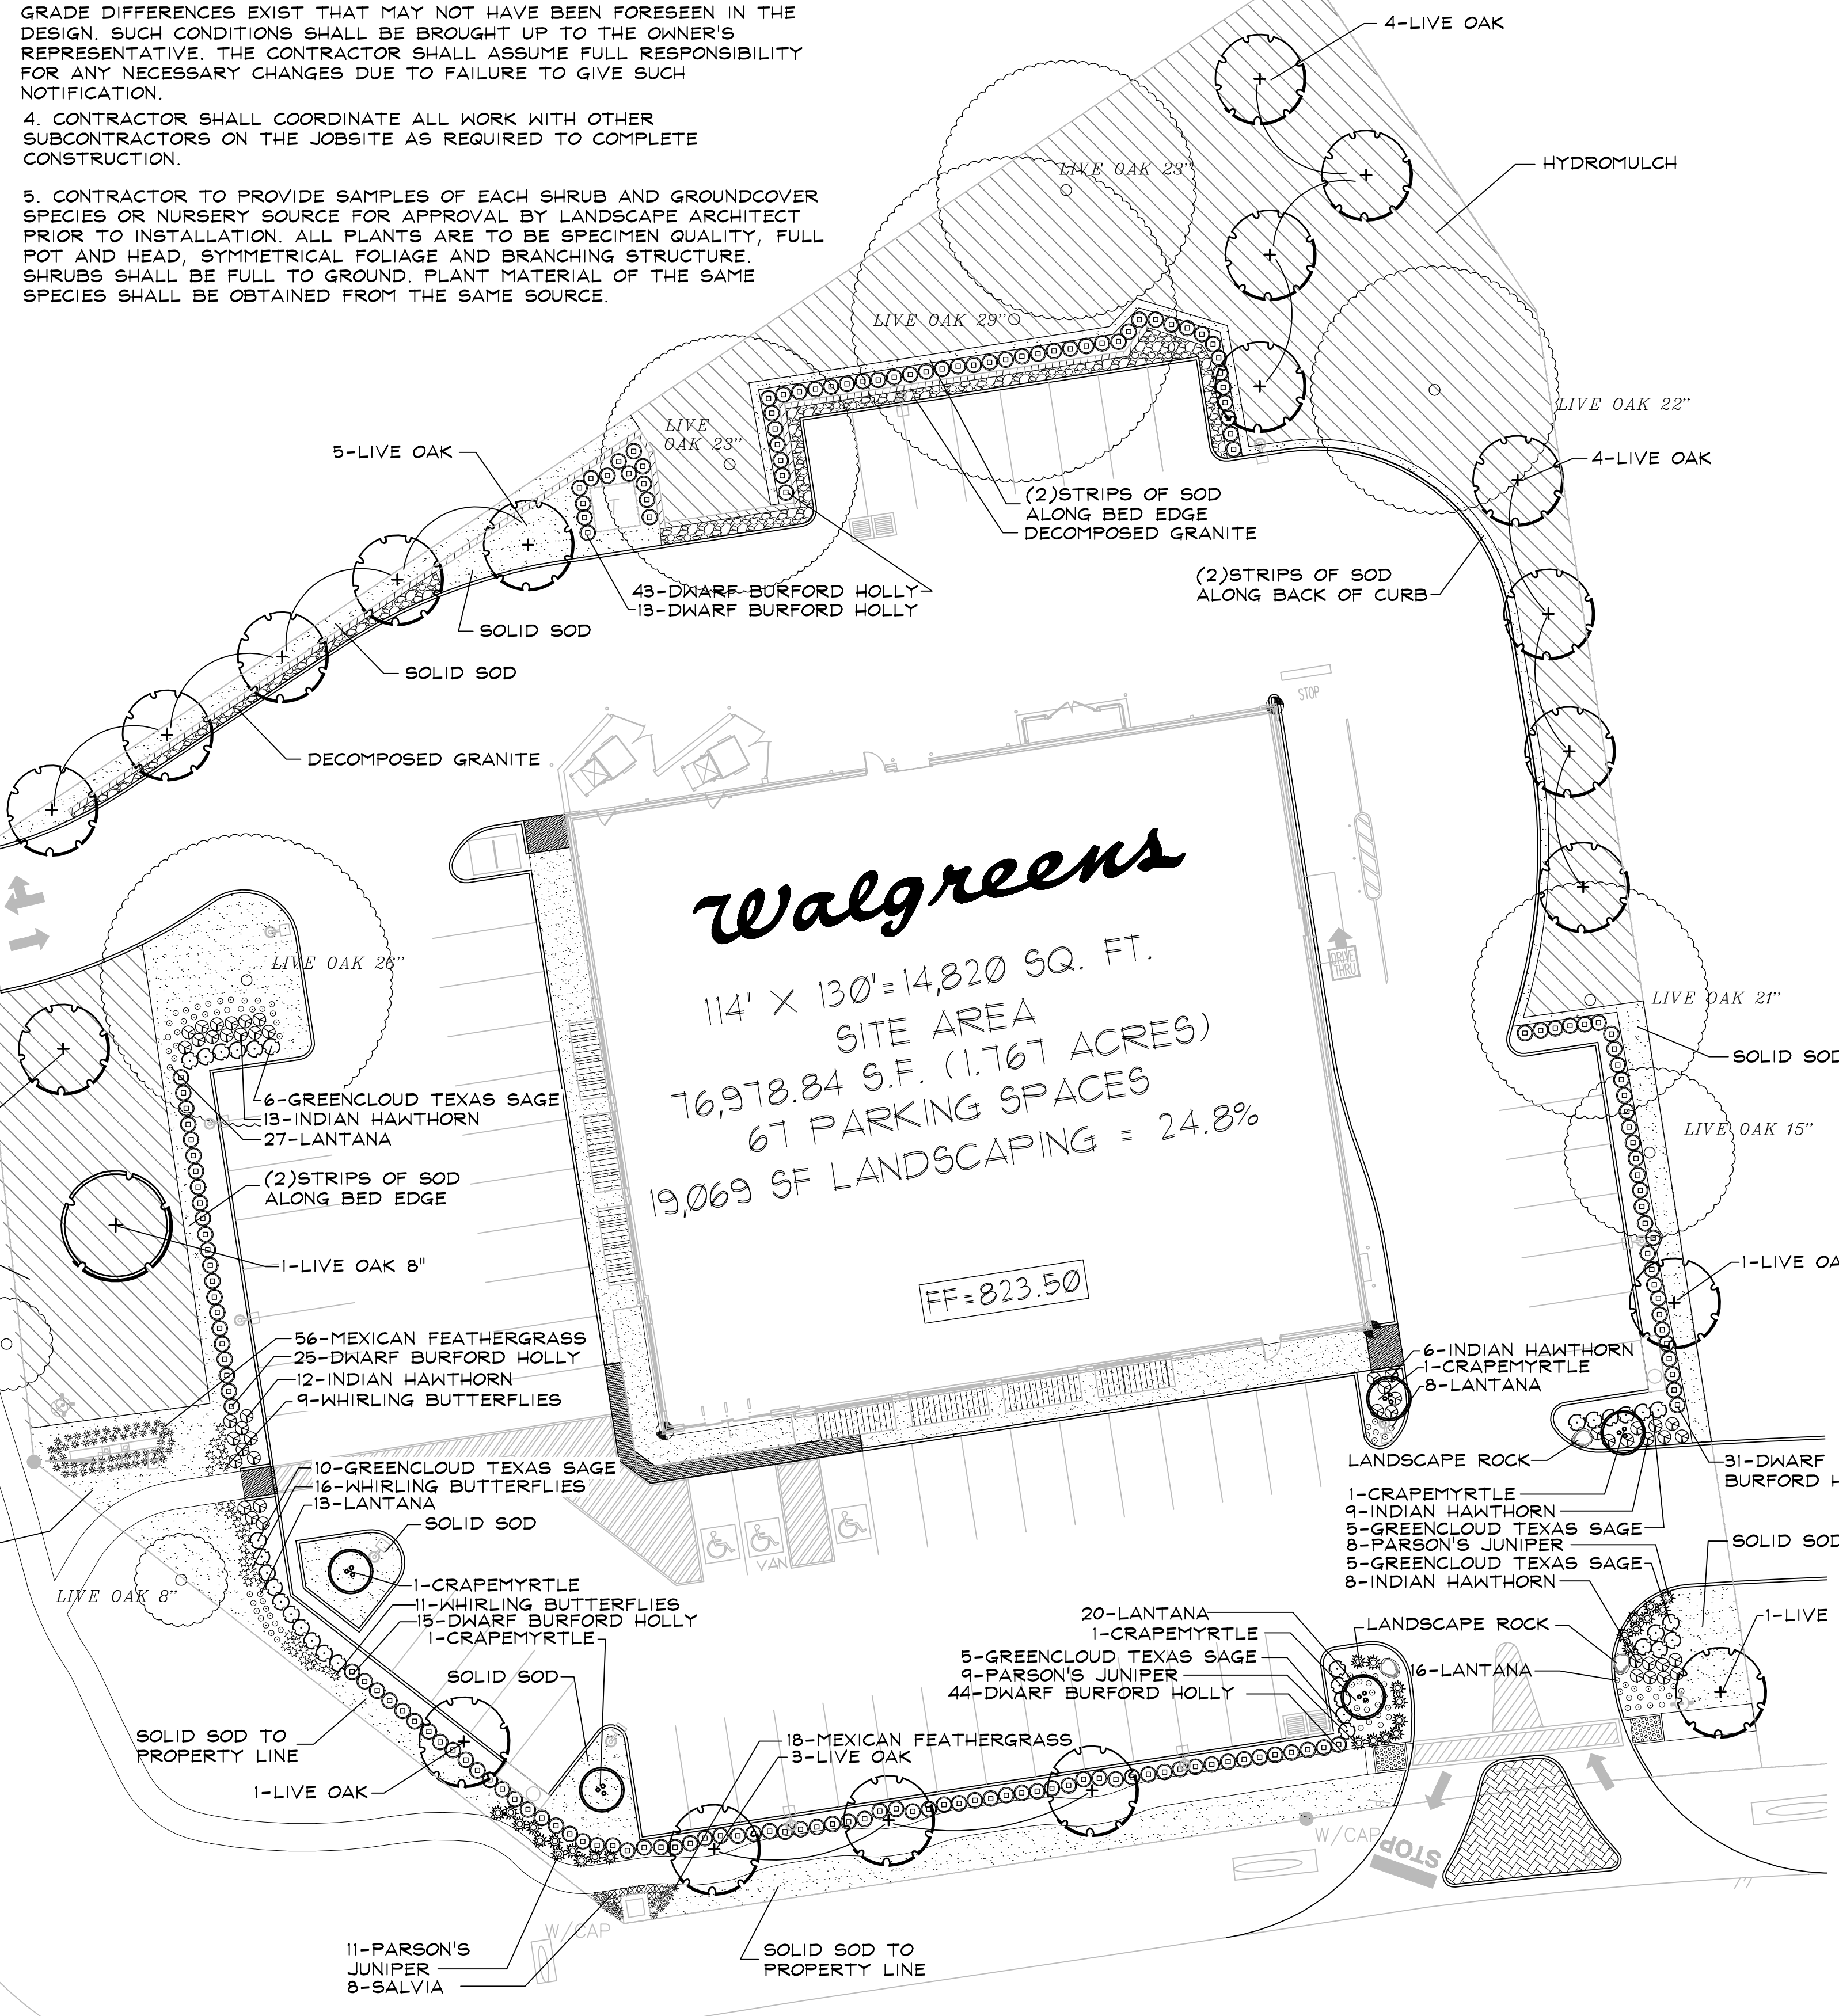 GRADE DIFFERENCES EXIST THAT MAY NOT HAVE BEEN FORESEEN IN THE
DESIGN. SUCH CONDITIONS SHALL BE BROUGHT UP TO THE OWNER'S
REPRESENTATIVE. THE CONTRACTOR SHALL ASSUME FULL RESPONSIBILITY
FOR ANY NECESSARY CHANGES DUE TO FAILURE TO GIVE SUCH
NOTIFICATION.
4. CONTRACTOR SHALL COORDINATE ALL WORK WITH OTHER
SUBCONTRACTORS ON THE JOBSITE AS REQUIRED TO COMPLETE
CONSTRUCTION.
5. CONTRACTOR TO PROVIDE SAMPLES OF EACH SHRUB AND GROUNDCOVER
SPECIES OR NURSERY SOURCE FOR APPROVAL BY LANDSCAPE ARCHITECT
PRIOR TO INSTALLATION. ALL PLANTS ARE TO BE SPECIMEN QUALITY, FULL
POT AND HEAD, SYMMETRICAL FOLIAGE AND BRANCHING STRUCTURE.
SHRUBS SHALL BE FULL TO GROUND. PLANT MATERIAL OF THE SAME
SPECIES SHALL BE OBTAINED FROM THE SAME SOURCE.
4-LIVE OAK
HYDROMULCH
LIVE OAK 23"
LIVE OAK 29"
LIVE OAK 22"
LIVE
OAK 23"
5-LIVE OAK
4-LIVE OAK
(2)STRIPS OF SOD
ALONG BED EDGE
DECOMPOSED GRANITE
(2)STRIPS OF SOD
ALONG BACK OF CURB
43-DWARF BURFORD HOLLY
13-DWARF BURFORD HOLLY
SOLID SOD
SOLID SOD
DECOMPOSED GRANITE
STOP
Walgreens
114' X 130'=14,820 SQ. FT.
SITE AREA
76,978.84 S.F. (1.767 ACRES)
67 PARKING SPACES
19,069 SF LANDSCAPING = 24.8%
FF=823.50
DRIVE
THRU
LIVE OAK 26"
LIVE OAK 21"
SOLID SOD
LIVE OAK 15"
6-GREENCLOUD TEXAS SAGE
13-INDIAN HAWTHORN
27-LANTANA
(2)STRIPS OF SOD
ALONG BED EDGE
1-LIVE OAK 8"
1-LIVE OA
56-MEXICAN FEATHERGRASS
25-DWARF BURFORD HOLLY
12-INDIAN HAWTHORN
9-WHIRLING BUTTERFLIES
6-INDIAN HAWTHORN
1-CRAPEMYRTLE
8-LANTANA
10-GREENCLOUD TEXAS SAGE
16-WHIRLING BUTTERFLIES
13-LANTANA
SOLID SOD
VAN
LANDSCAPE ROCK
31-DWARF
BURFORD H
1-CRAPEMYRTLE
9-INDIAN HAWTHORN
5-GREENCLOUD TEXAS SAGE
8-PARSON'S JUNIPER
5-GREENCLOUD TEXAS SAGE
8-INDIAN HAWTHORN
SOLID SOD
LIVE OAK 8"
1-CRAPEMYRTLE
11-WHIRLING BUTTERFLIES
15-DWARF BURFORD HOLLY
1-CRAPEMYRTLE
SOLID SOD
20-LANTANA
1-CRAPEMYRTLE
5-GREENCLOUD TEXAS SAGE
9-PARSON'S JUNIPER
44-DWARF BURFORD HOLLY
LANDSCAPE ROCK
1-LIVE
16-LANTANA
SOLID SOD TO
PROPERTY LINE
1-LIVE OAK
18-MEXICAN FEATHERGRASS
3-LIVE OAK
W/CAP
STOP
W/CAP
11-PARSON'S
JUNIPER
8-SALVIA
SOLID SOD TO
PROPERTY LINE